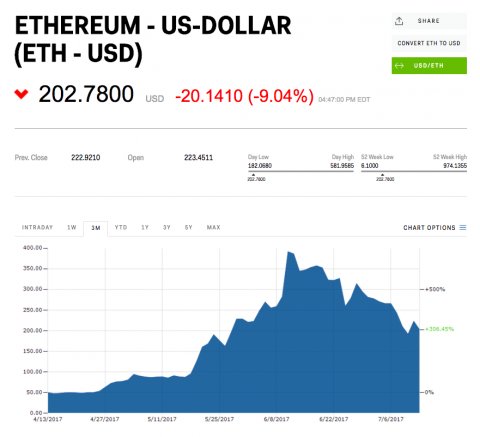 ETHEREUM - US-DOLLAR
(ETH - USD)
SHARE
CONVERT ETH TO USD
USD/ETH
202.7800 USD -20.1410 (-9.04%) 04:47:00 PM EDT
Prev. Close 222.9210 Open 223.4511
Day Low Day High 52 Week Low 52 Week High
182.0680 581.9585 6.1000 974.1355
202.7800 202.7800
INTRADAY 1W 3M YTD 1Y 3Y 5Y MAX CHART OPTIONS
400.00
350.00
300.00 +500%
250.00
200.00 +306.45%
150.00
100.00
50.00 0%
0.00
4/13/2017 4/27/2017 5/11/2017 5/25/2017 6/8/2017 6/22/2017 7/6/2017